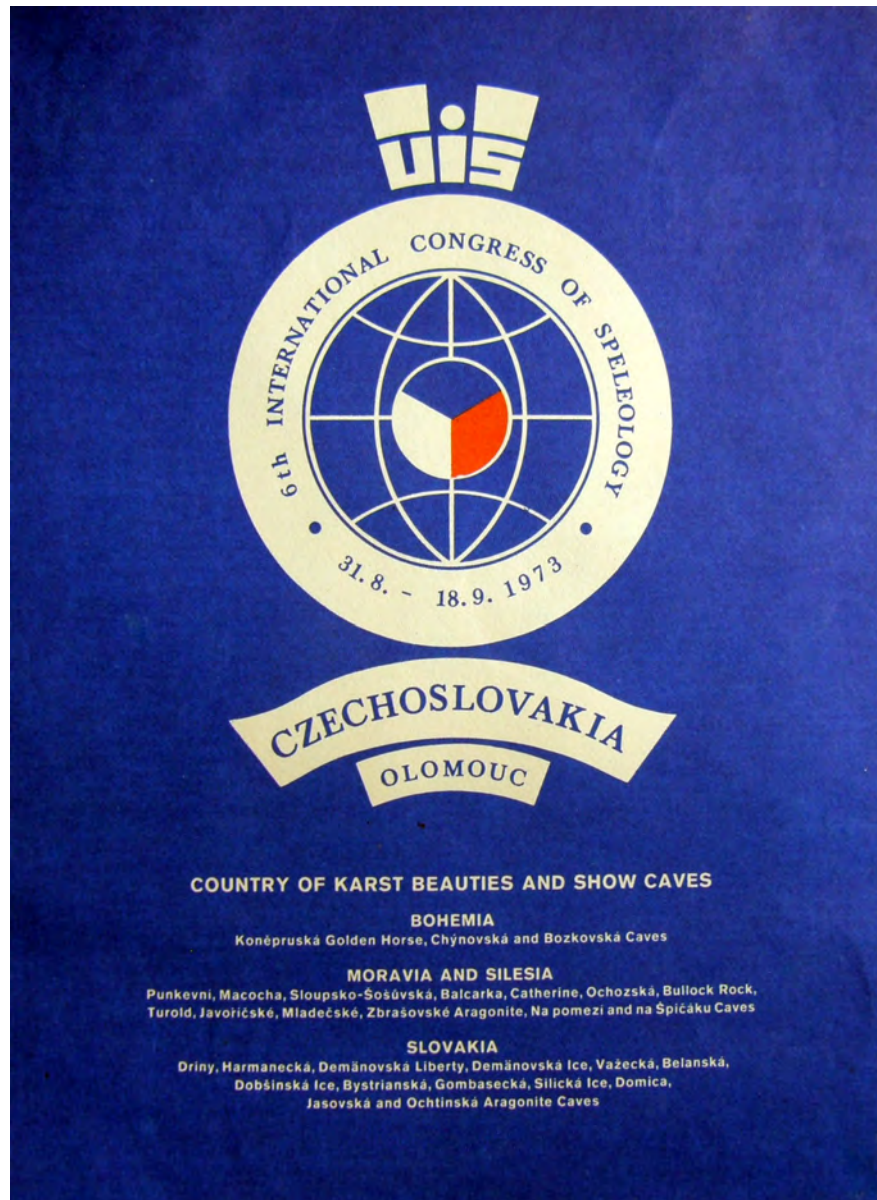 uis
6th INTERNATIONAL CONGRESS OF SPELEOLOGY
31. 8. - 18. 9. 1973
CZECHOSLOVAKIA
OLOMOUC
COUNTRY OF KARST BEAUTIES AND SHOW CAVES
BOHEMIA
Koněpruská Golden Horse, Chýnovská and Bozkovská Caves
MORAVIA AND SILESIA
Punkevní, Macocha, Sloupsko-Šošůvská, Balcarka, Catherine, Ochozská, Bullock Rock,
Turold, Javoříčské, Mladečské, Zbrašovské Aragonite, Na pomezí and na Špičáku Caves
SLOVAKIA
Driny, Harmanecká, Demänovská Liberty, Demänovská Ice, Važecká, Belanská,
Dobšinská Ice, Bystrianská, Gombasecká, Silická Ice, Domica,
Jasovská and Ochtinská Aragonite Caves